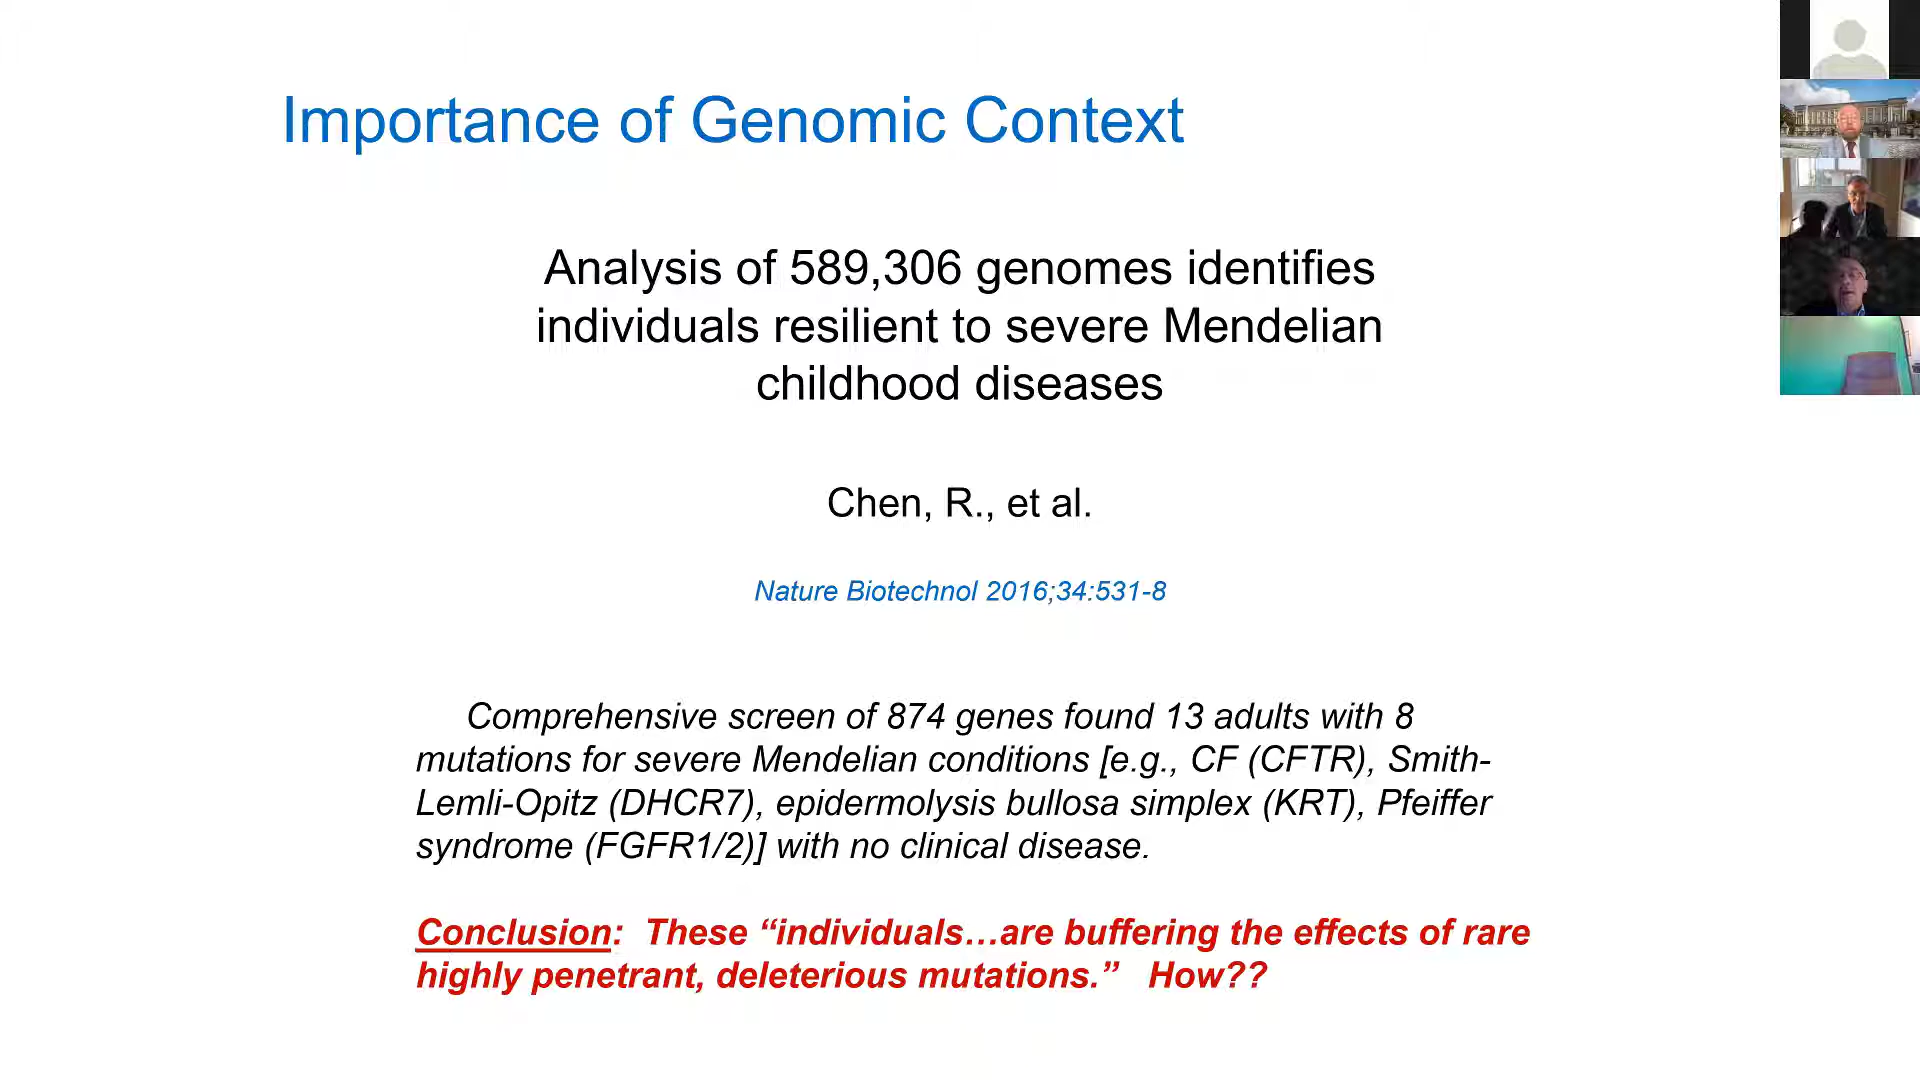 Importance of Genomic Context
Analysis of 589,306 genomes identifies
individuals resilient to severe Mendelian
childhood diseases
Chen, R., et al.
Nature Biotechnol 2016;34:531-8
Comprehensive screen of 874 genes found 13 adults with 8
mutations for severe Mendelian conditions [e.g., CF (CFTR), Smith-
Lemli-Opitz (DHCR7), epidermolysis bullosa simplex (KRT), Pfeiffer
syndrome (FGFR1/2)] with no clinical disease.
Conclusion: These “individuals…are buffering the effects of rare
highly penetrant, deleterious mutations.” How??